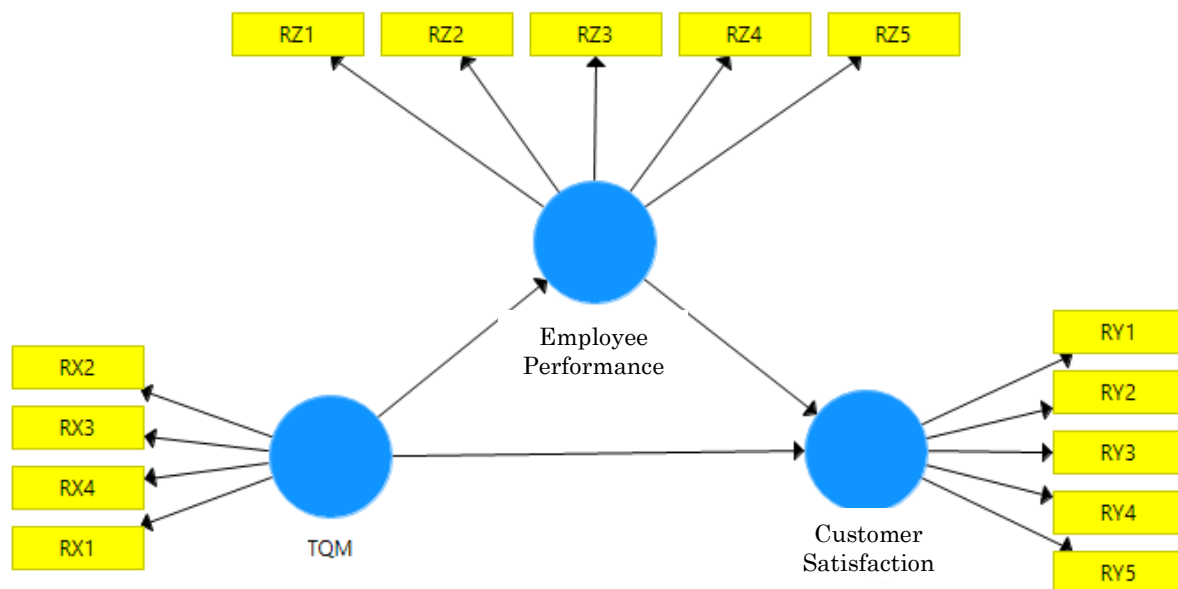 RZ1
RZ2
RZ3
RZ4
RZ5
Employee
Performance
RX2
RX3
RX4
RX1
TQM
RY1
RY2
RY3
RY4
RY5
Customer
Satisfaction